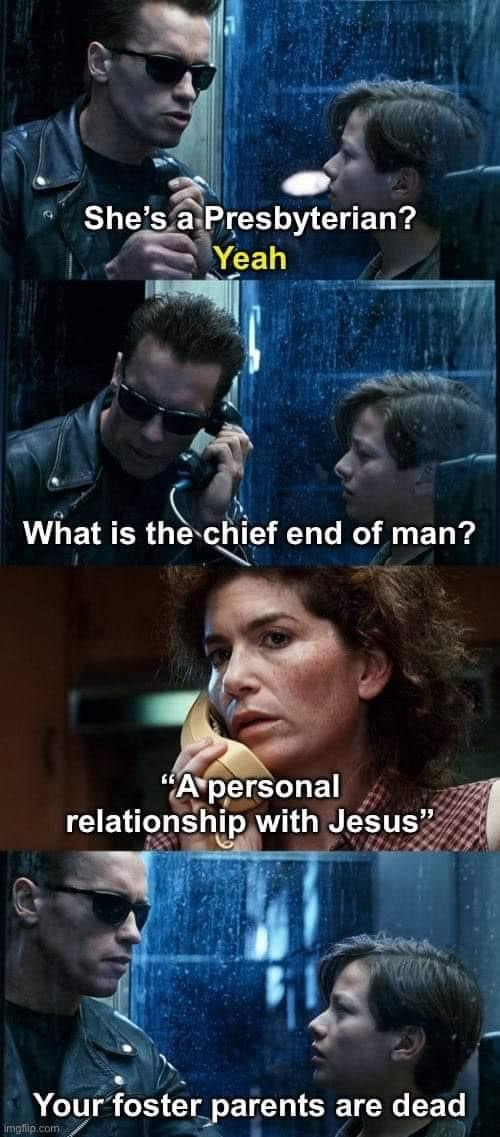 She's a Presbyterian?
Yeah
What is the chief end of man?
“A personal
relationship with Jesus”
Your foster parents are dead
imgflip.com